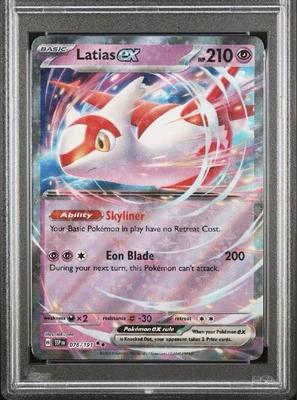 BASIC
Latias ex
HP 210
Ability Skyliner
Your Basic Pokémon in play have no Retreat Cost.
Eon Blade 200
During your next turn, this Pokémon can't attack.
weakness ×2 resistance -30 retreat
Pokémon ex rule
When your Pokémon ex
is Knocked Out, your opponent takes 2 Prize cards.
SSP EN 076/191